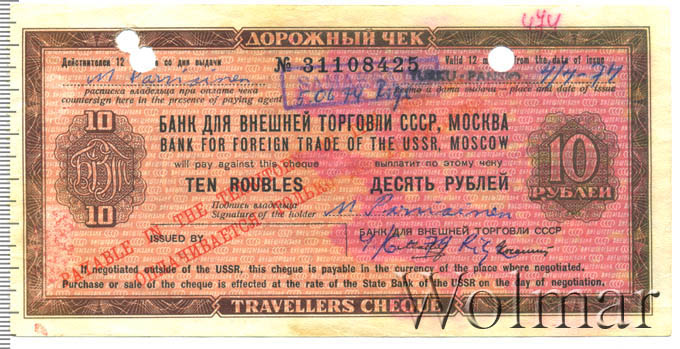 474
ДОРОЖНЫЙ ЧЕК
Действителен 12 со дня выдачи № 31108425 Valid 12 from the date of issue
TURKU
расписка владельца при оплате чека и дата выдачи – place and date of issue
countersign here in the presence of paying agent
БАНК ДЛЯ ВНЕШНЕЙ ТОРГОВЛИ СССР, МОСКВА
BANK FOR FOREIGN TRADE OF THE USSR, MOSCOW
10
БВТ
10
will pay against this cheque выплатит по этому чеку
TEN ROUBLES ДЕСЯТЬ РУБЛЕЙ
10
РУБЛЕЙ
Подпись владельца
Signature of the holder
PAYABLE IN THE
ISSUED BY
БАНК ДЛЯ ВНЕШНЕЙ ТОРГОВЛИ СССР
If negotiated outside of the USSR, this cheque is payable in the currency of the place where negotiated.
Purchase or sale of the cheque is effected at the rate of the State Bank of the USSR on the day of negotiation.
TRAVELLERS CHEQUE
Wolmar